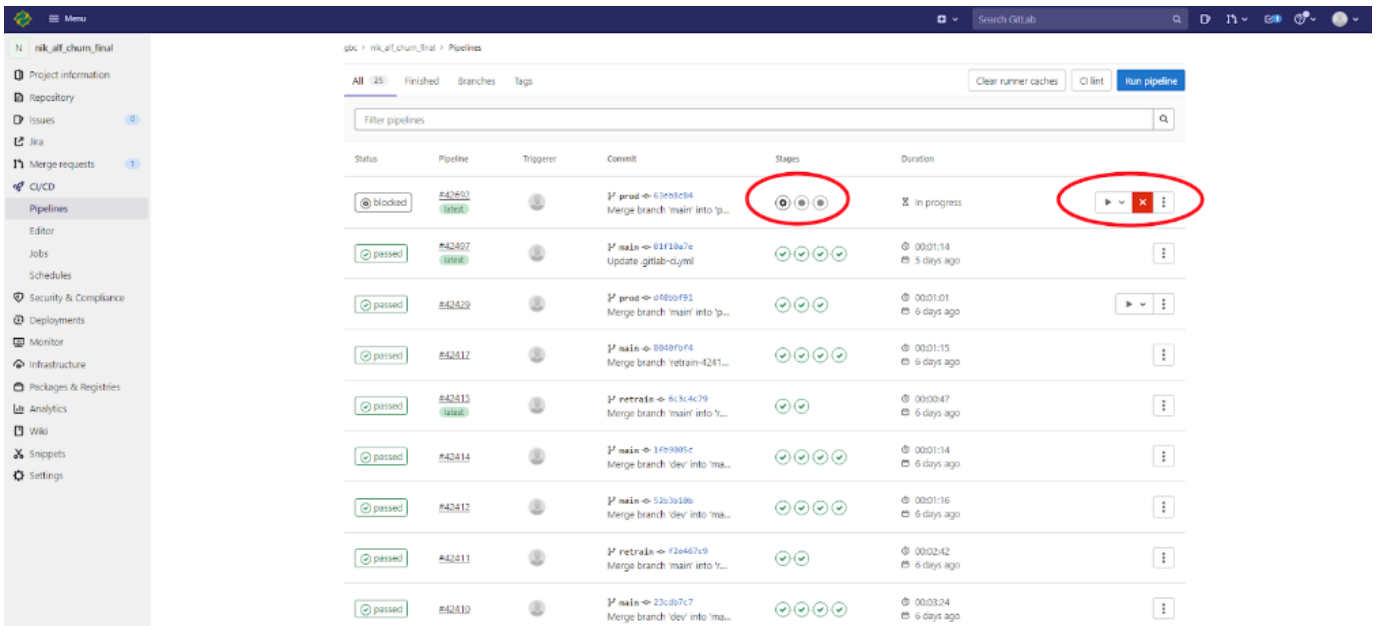 Menu
Search GitLab
N nik_alf_churn_final
Project information
Repository
Issues 0
Jira
Merge requests 1
CI/CD
Pipelines
Editor
Jobs
Schedules
Security & Compliance
Deployments
Monitor
Infrastructure
Packages & Registries
Analytics
Wiki
Snippets
Settings
gbc > nik_alf_churn_final > Pipelines
All 25 Finished Branches Tags
Clear runner caches CI lint Run pipeline
Filter pipelines
Status Pipeline Triggerer Commit Stages Duration
blocked #42692 latest prod 63eb8c84 In progress
Merge branch 'main' into 'p...
passed #42497 latest main 01f10a7e 00:01:14
Update .gitlab-ci.yml 5 days ago
passed #42429 prod d40bbf91 00:01:01
Merge branch 'main' into 'p... 6 days ago
passed #42417 main 0040fbf4 00:01:15
Merge branch 'retrain-4241... 6 days ago
passed #42415 latest retrain 6c3c4c79 00:00:47
Merge branch 'main' into 'r... 6 days ago
passed #42414 main 1fb9005c 00:01:14
Merge branch 'dev' into 'ma... 6 days ago
passed #42412 main 52b3b10b 00:01:16
Merge branch 'dev' into 'ma... 6 days ago
passed #42411 retrain f2e467c9 00:02:42
Merge branch 'main' into 'r... 6 days ago
passed #42410 main 23cdb7c7 00:03:24
Merge branch 'dev' into 'ma... 6 days ago